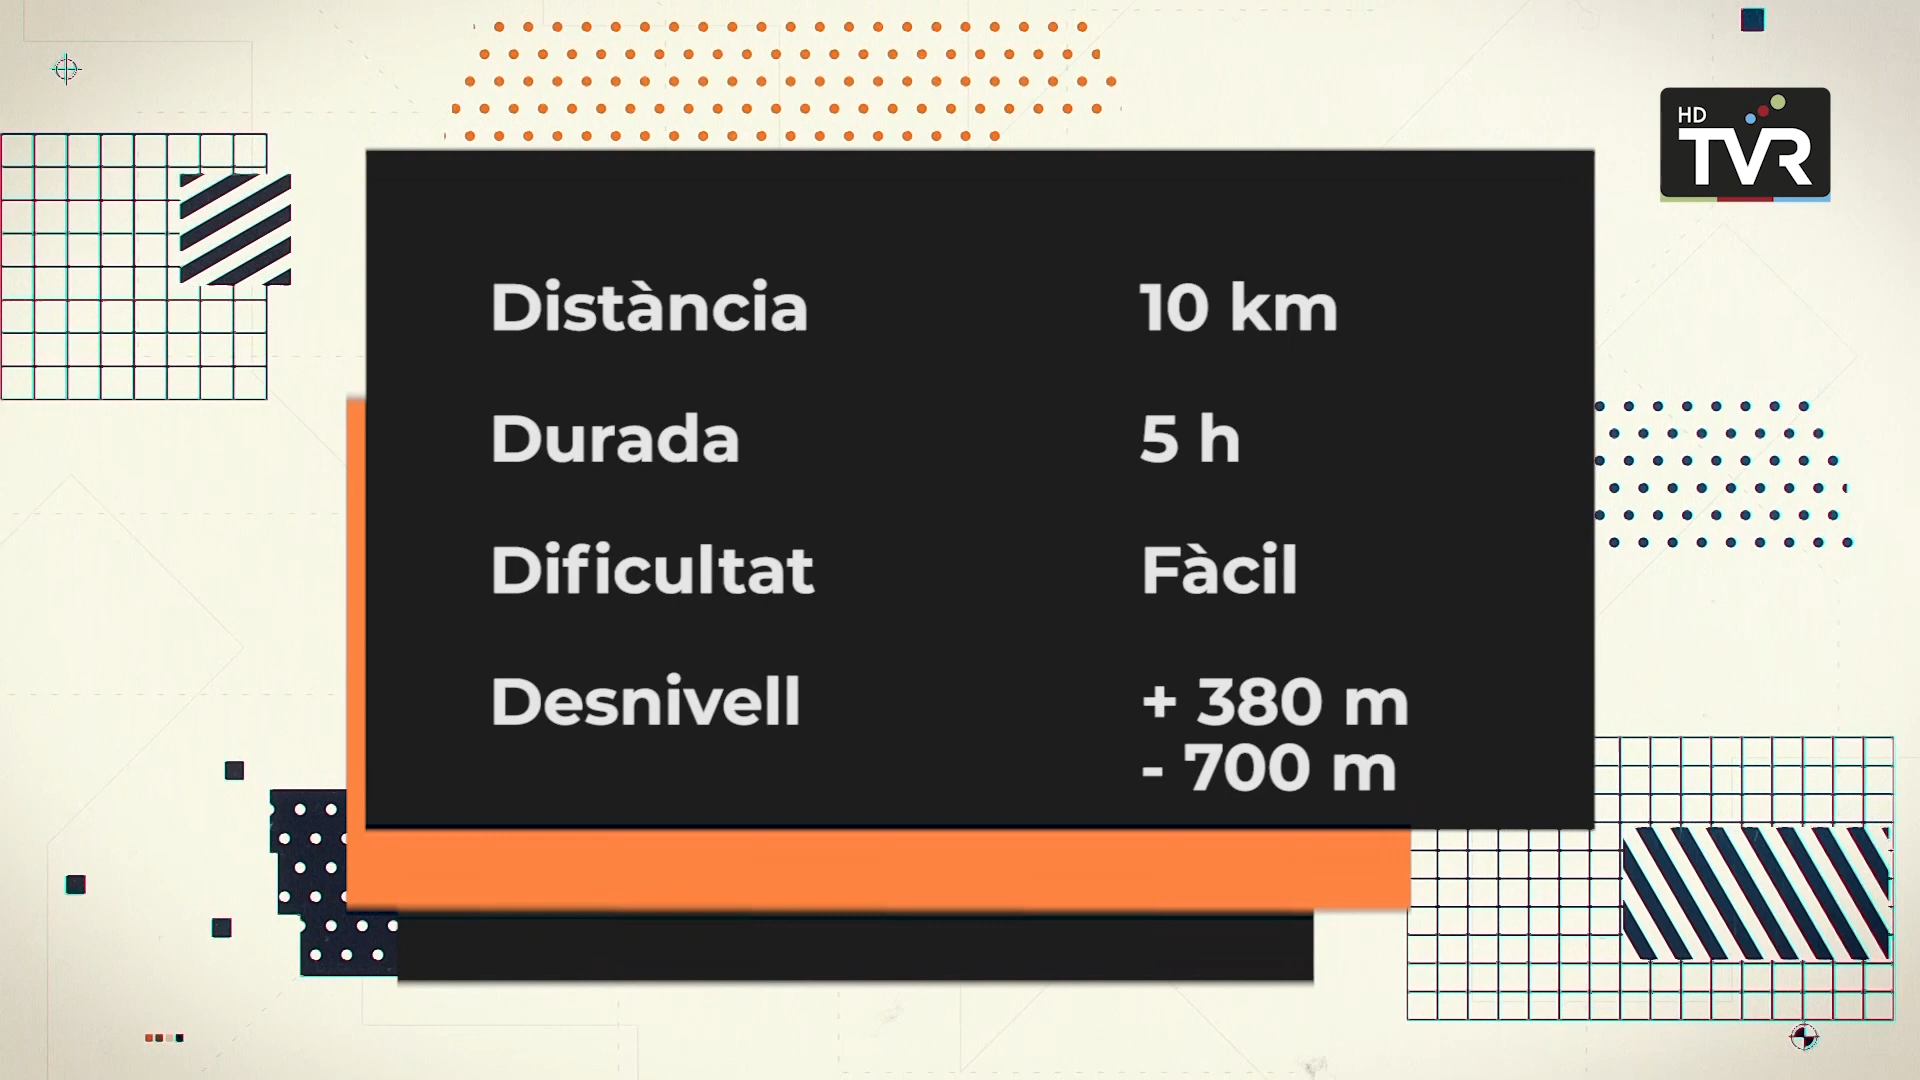 HD
TVR
Distància 10 km
Durada 5 h
Dificultat Fàcil
Desnivell + 380 m
- 700 m